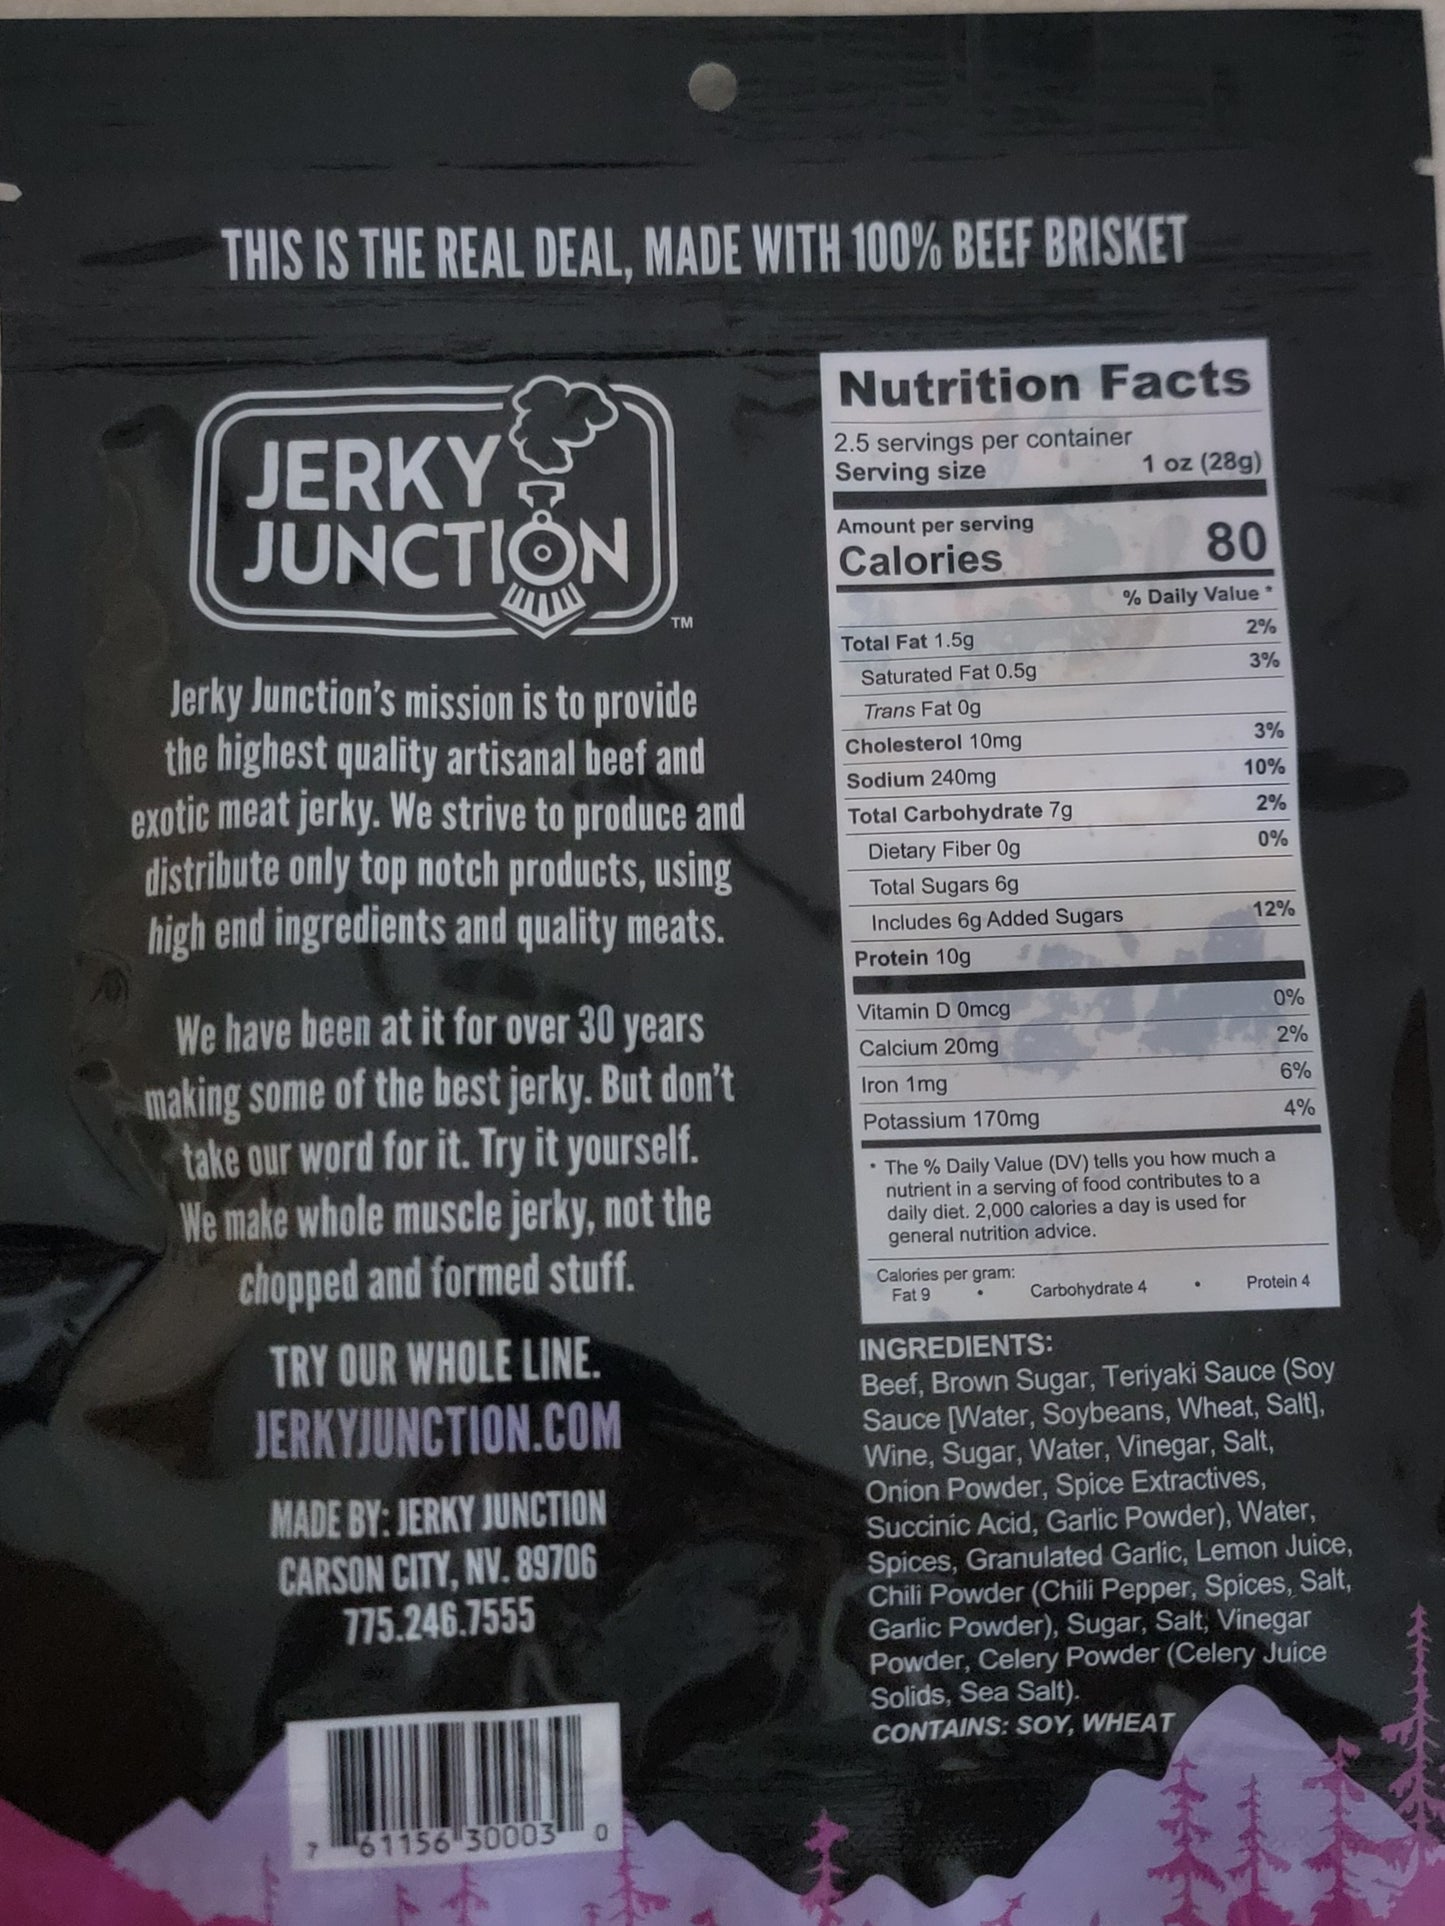 THIS IS THE REAL DEAL, MADE WITH 100% BEEF BRISKET
JERKY
JUNCTION
TM
Jerky Junction's mission is to provide
the highest quality artisanal beef and
exotic meat jerky. We strive to produce and
distribute only top notch products, using
high end ingredients and quality meats.
We have been at it for over 30 years
making some of the best jerky. But don't
take our word for it. Try it yourself.
We make whole muscle jerky, not the
chopped and formed stuff.
TRY OUR WHOLE LINE.
JERKYJUNCTION.COM
MADE BY: JERKY JUNCTION
CARSON CITY, NV. 89706
775.246.7555
7 61156 30003 0
Nutrition Facts
2.5 servings per container
Serving size 1 oz (28g)
Amount per serving
Calories 80
% Daily Value *
Total Fat 1.5g 2%
Saturated Fat 0.5g 3%
Trans Fat 0g
Cholesterol 10mg 3%
Sodium 240mg 10%
Total Carbohydrate 7g 2%
Dietary Fiber 0g 0%
Total Sugars 6g
Includes 6g Added Sugars 12%
Protein 10g
Vitamin D 0mcg 0%
Calcium 20mg 2%
Iron 1mg 6%
Potassium 170mg 4%
* The % Daily Value (DV) tells you how much a
nutrient in a serving of food contributes to a
daily diet. 2,000 calories a day is used for
general nutrition advice.
Calories per gram:
Fat 9 • Carbohydrate 4 • Protein 4
INGREDIENTS:
Beef, Brown Sugar, Teriyaki Sauce (Soy
Sauce [Water, Soybeans, Wheat, Salt],
Wine, Sugar, Water, Vinegar, Salt,
Onion Powder, Spice Extractives,
Succinic Acid, Garlic Powder), Water,
Spices, Granulated Garlic, Lemon Juice,
Chili Powder (Chili Pepper, Spices, Salt,
Garlic Powder), Sugar, Salt, Vinegar
Powder, Celery Powder (Celery Juice
Solids, Sea Salt).
CONTAINS: SOY, WHEAT